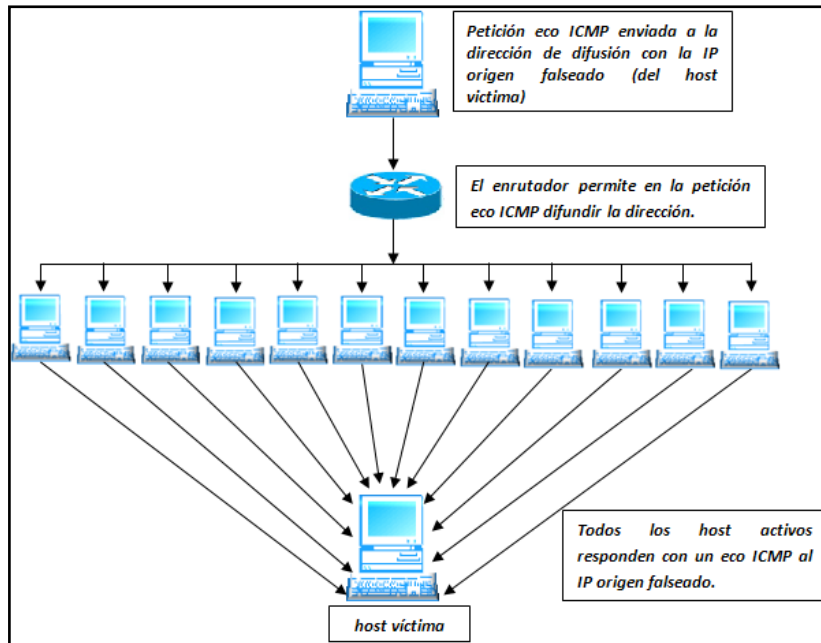 Petición eco ICMP enviada a la
dirección de difusión con la IP
origen falseado (del host
victima)
El enrutador permite en la petición
eco ICMP difundir la dirección.
Todos los host activos
responden con un eco ICMP al
IP origen falseado.
host víctima